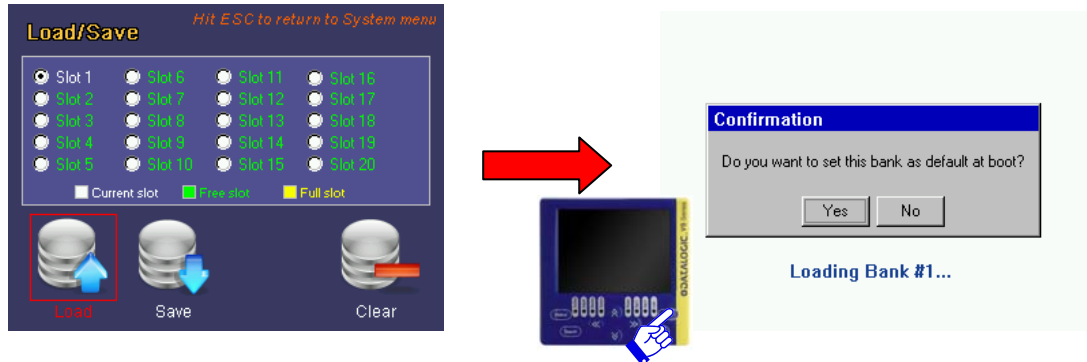 Hit ESC to return to System menu
Load/Save
Slot 1 Slot 6 Slot 11 Slot 16
Slot 2 Slot 7 Slot 12 Slot 17
Slot 3 Slot 8 Slot 13 Slot 18
Slot 4 Slot 9 Slot 14 Slot 19
Slot 5 Slot 10 Slot 15 Slot 20
Current slot Free slot Full slot
Load Save Clear
Confirmation
Do you want to set this bank as default at boot?
Yes No
Loading Bank #1...
DATALOGIC